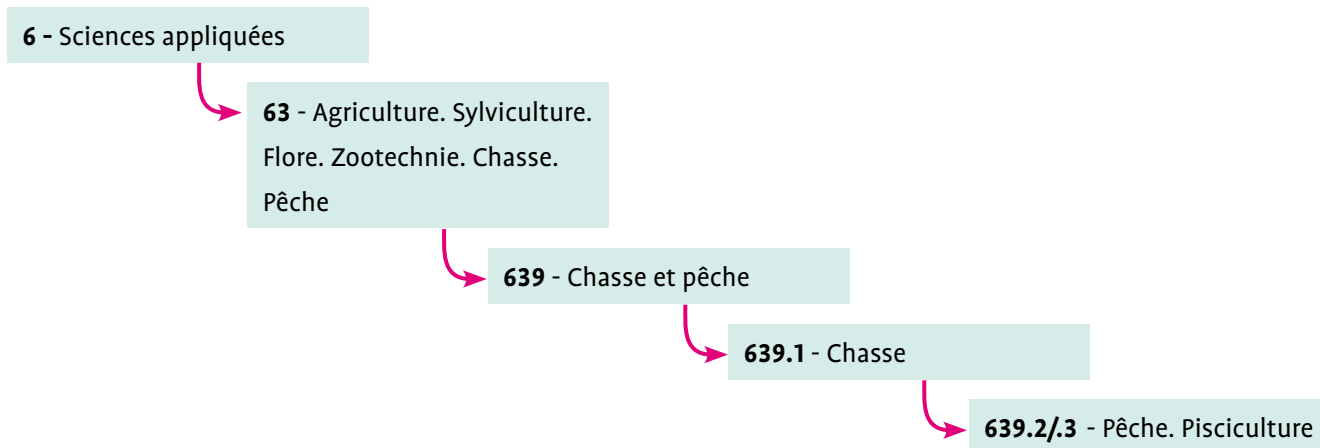 6 - Sciences appliquées
63 - Agriculture. Sylviculture.
Flore. Zootechnie. Chasse.
Pêche
639 - Chasse et pêche
639.1 - Chasse
639.2/.3 - Pêche. Pisciculture